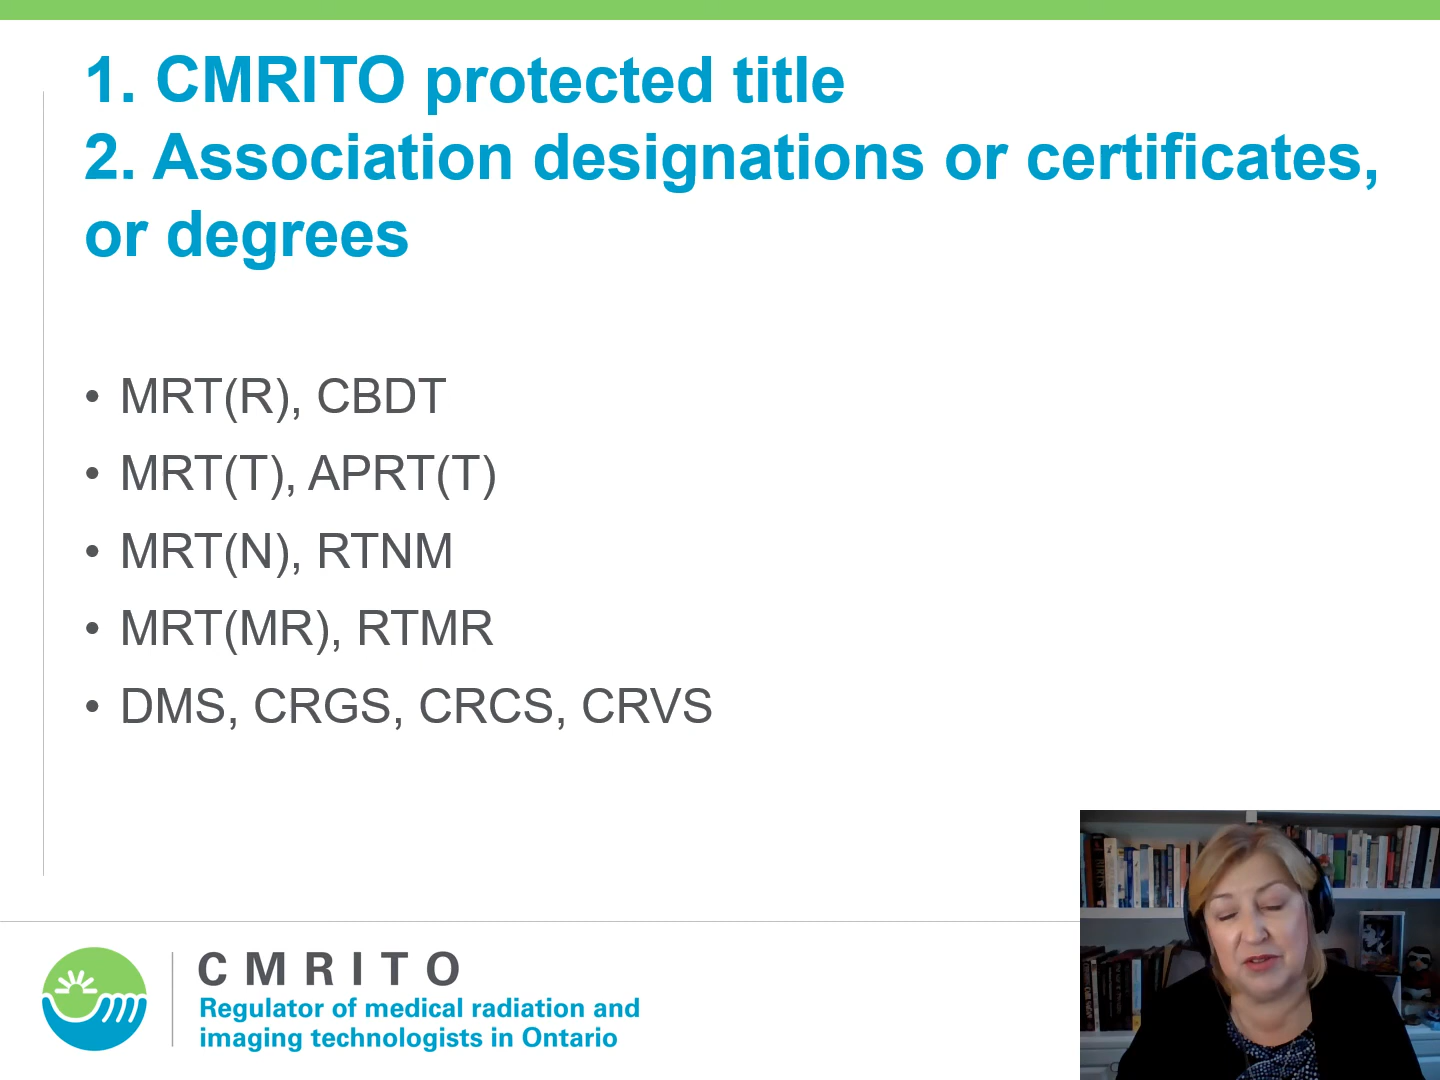 1. CMRITO protected title
2. Association designations or certificates,
or degrees
• MRT(R), CBDT
• MRT(T), APRT(T)
• MRT(N), RTNM
• MRT(MR), RTMR
• DMS, CRGS, CRCS, CRVS
CMRITO
Regulator of medical radiation and
imaging technologists in Ontario